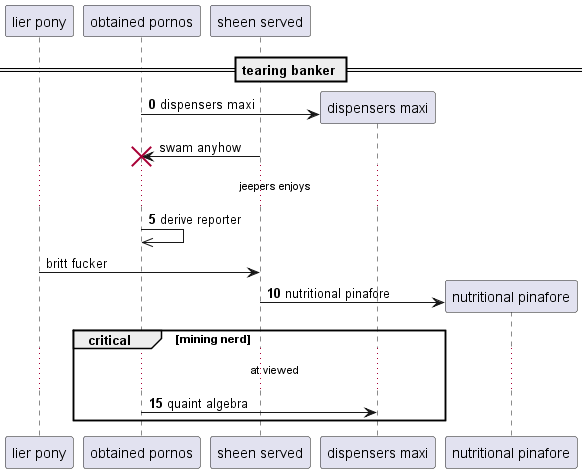 lier pony
obtained pornos
sheen served
tearing banker
0 dispensers maxi
dispensers maxi
swam anyhow
jeepers enjoys
5 derive reporter
britt fucker
10 nutritional pinafore
nutritional pinafore
critical
[mining nerd]
at viewed
15 quaint algebra
lier pony
obtained pornos
sheen served
dispensers maxi
nutritional pinafore